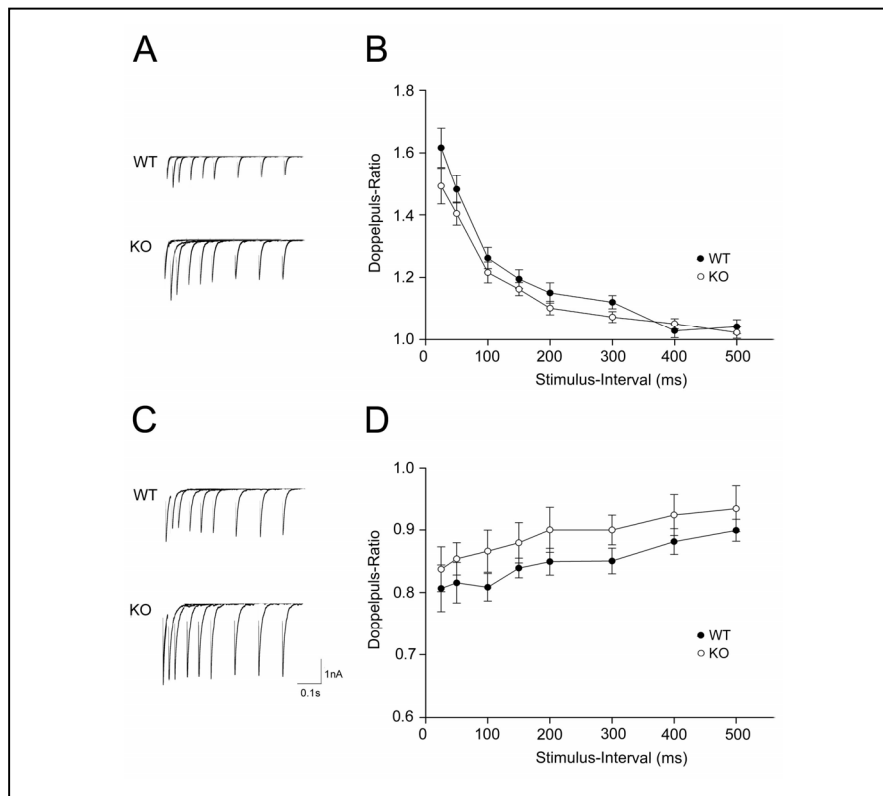 A
WT
KO
B
1.8
1.6
1.4
1.2
1.0
Doppelpuls-Ratio
WT
KO
0 100 200 300 400 500
Stimulus-Interval (ms)
C
WT
KO
1nA
0.1s
D
1.0
0.9
0.8
0.7
0.6
Doppelpuls-Ratio
WT
KO
0 100 200 300 400 500
Stimulus-Interval (ms)